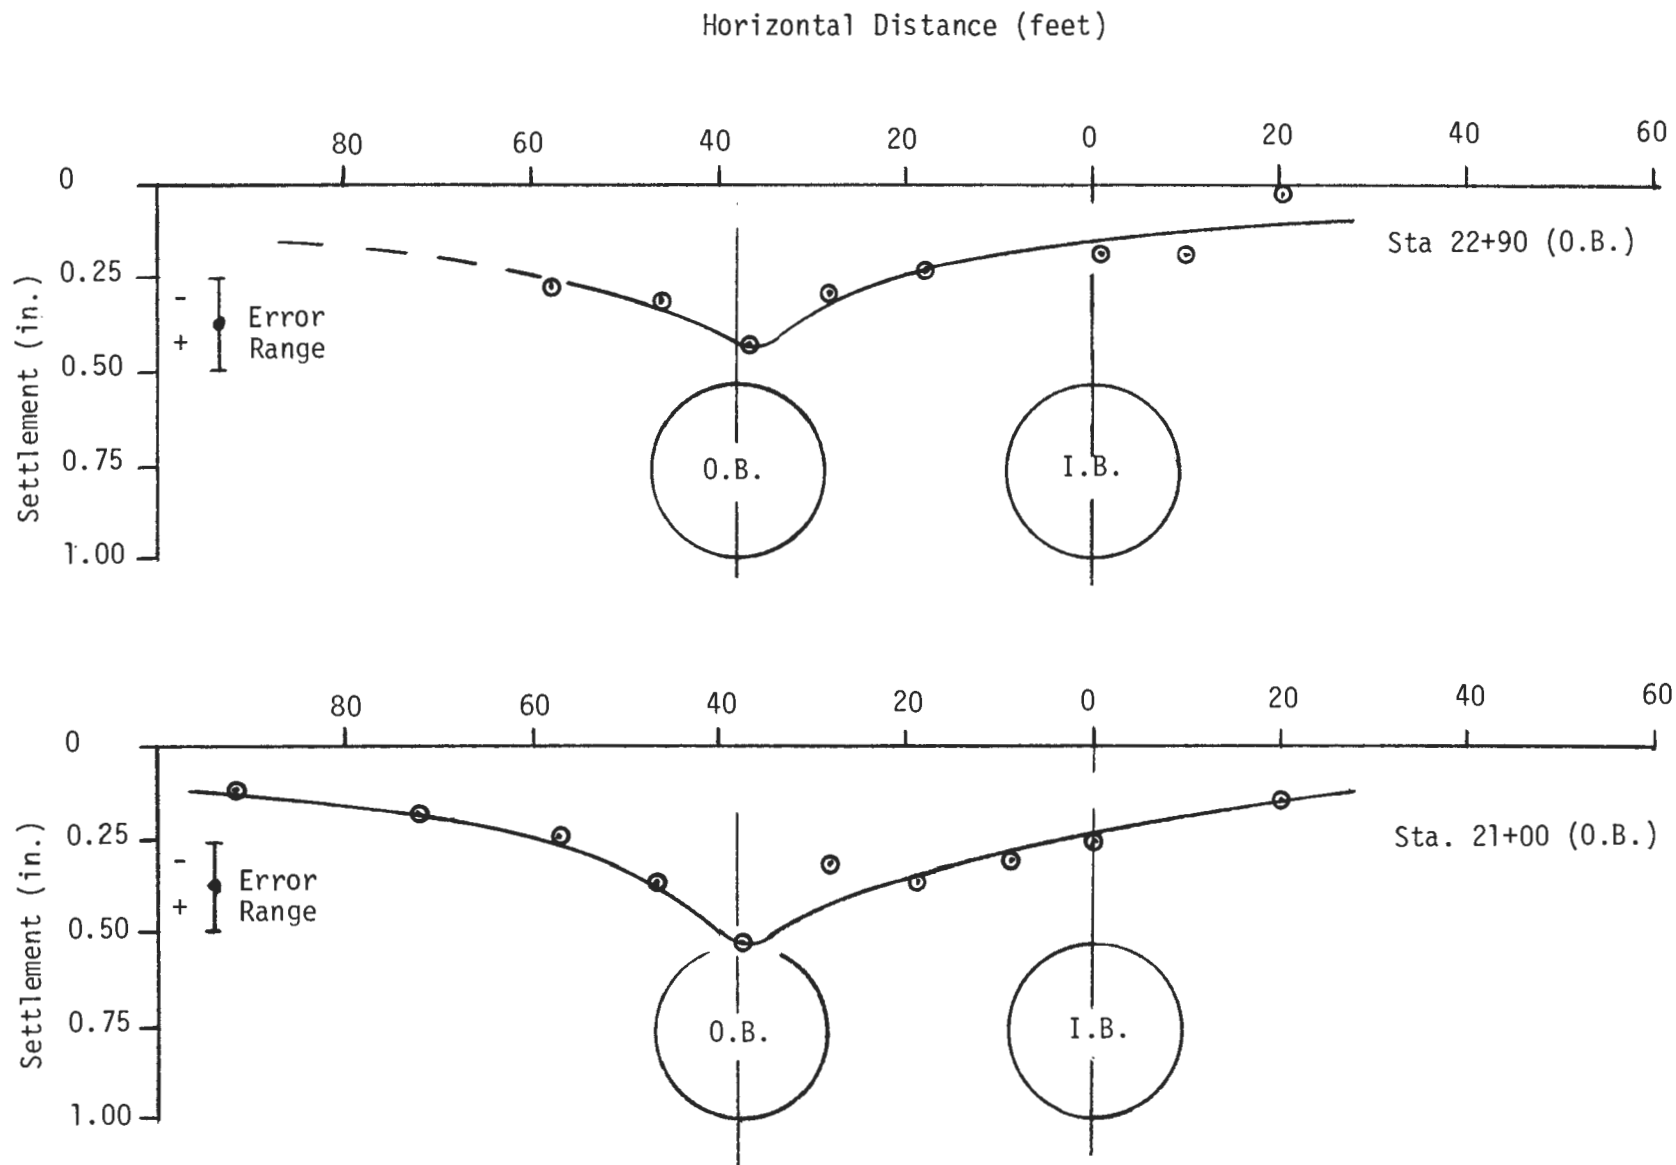 Horizontal Distance (feet)
80 60 40 20 0 20 40 60
0
Sta 22+90 (O.B.)
0.25
-
Error
+
Range
0.50
Settlement (in.)
0.75
O.B.
I.B.
1.00
80 60 40 20 0 20 40 60
0
0.25
Sta. 21+00 (O.B.)
-
Error
+
Range
0.50
Settlement (in.)
0.75
O.B.
I.B.
1.00